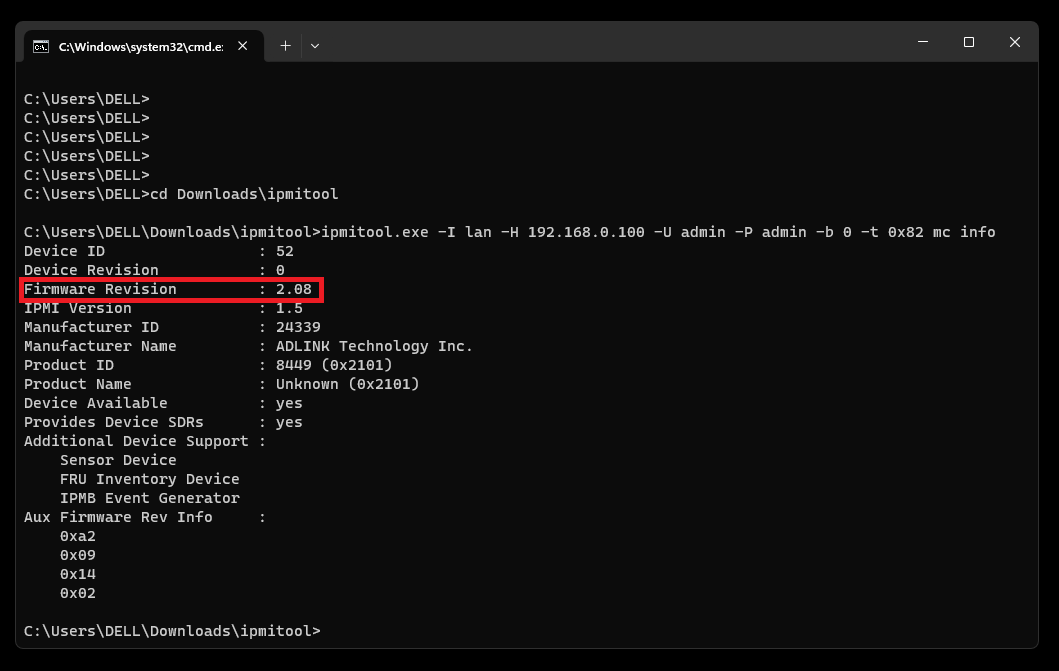 C:\Windows\system32\cmd.e:
C:\Users\DELL>
C:\Users\DELL>
C:\Users\DELL>
C:\Users\DELL>
C:\Users\DELL>
C:\Users\DELL>cd Downloads\ipmitool
C:\Users\DELL\Downloads\ipmitool>ipmitool.exe -I lan -H 192.168.0.100 -U admin -P admin -b 0 -t 0x82 mc info
Device ID                 : 52
Device Revision           : 0
Firmware Revision         : 2.08
IPMI Version              : 1.5
Manufacturer ID           : 24339
Manufacturer Name         : ADLINK Technology Inc.
Product ID                : 8449 (0x2101)
Product Name              : Unknown (0x2101)
Device Available          : yes
Provides Device SDRs      : yes
Additional Device Support :
    Sensor Device
    FRU Inventory Device
    IPMB Event Generator
Aux Firmware Rev Info     :
    0xa2
    0x09
    0x14
    0x02
C:\Users\DELL\Downloads\ipmitool>